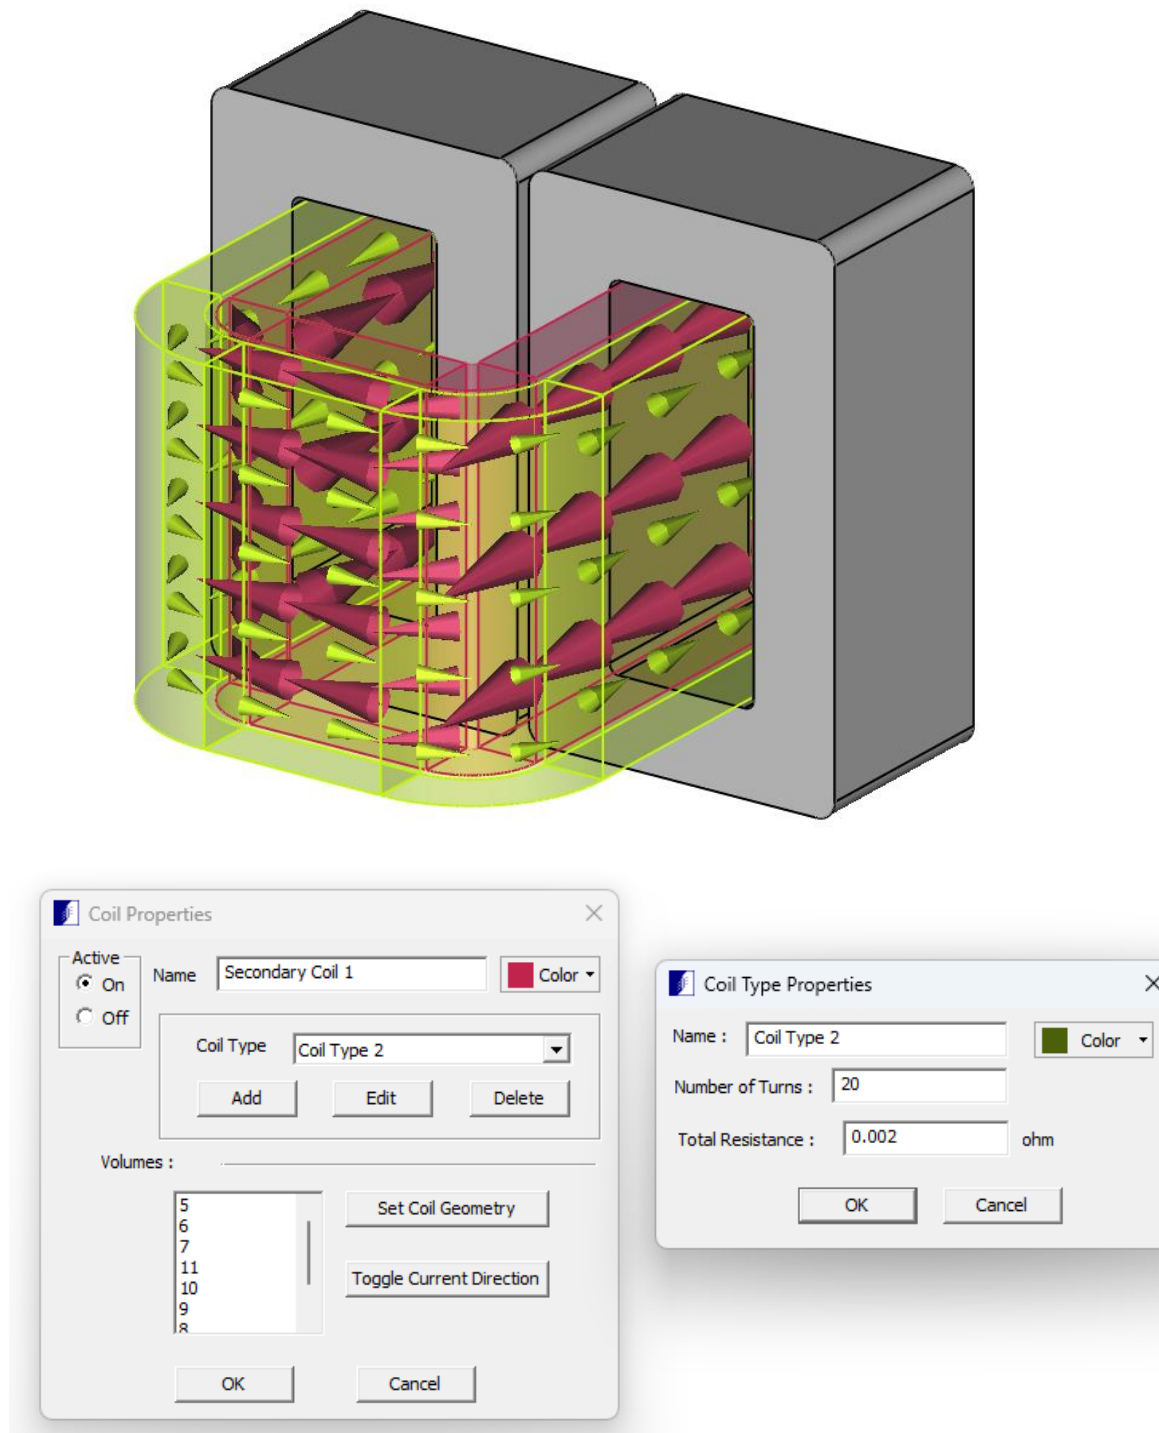 Coil Properties
Active
On
Off
Name
Secondary Coil 1
Color
Coil Type
Coil Type 2
Add
Edit
Delete
Volumes :
5
6
7
11
10
9
8
Set Coil Geometry
Toggle Current Direction
OK
Cancel
Coil Type Properties
Name :
Coil Type 2
Color
Number of Turns :
20
Total Resistance :
0.002
ohm
OK
Cancel